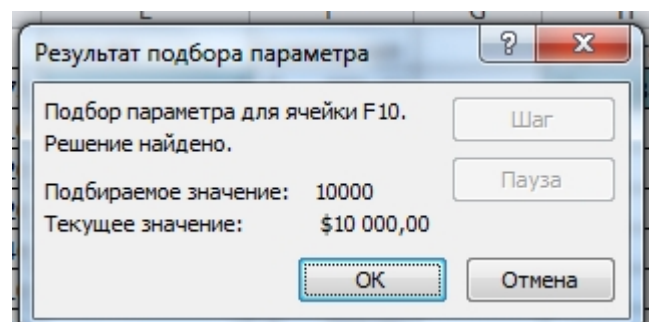 Результат подбора параметра
Подбор параметра для ячейки F10.
Решение найдено.
Подбираемое значение: 10000
Текущее значение: $10 000,00
Шаг
Пауза
ОК
Отмена